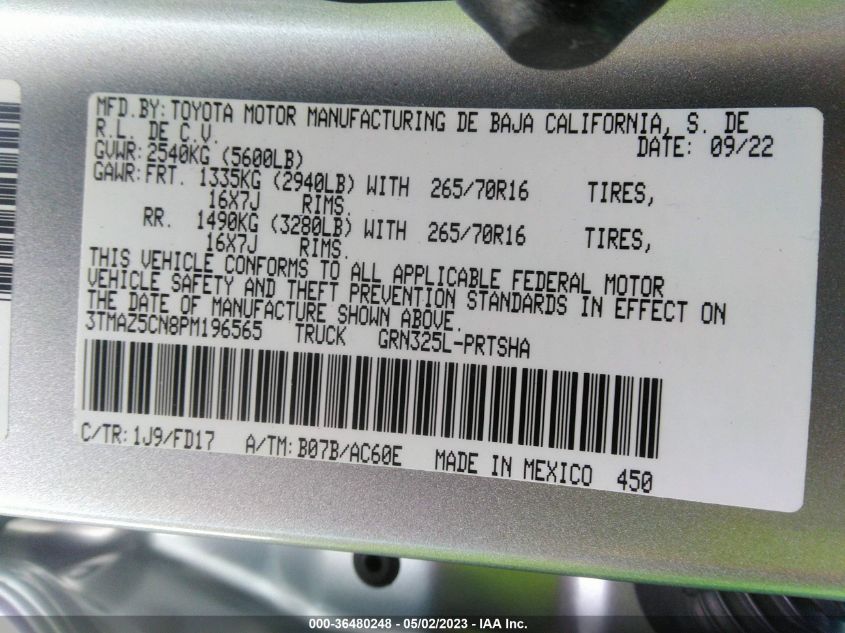 MFD.BY: TOYOTA MOTOR MANUFACTURING DE BAJA CALIFORNIA, S. DE
R.L. DE C.V. DATE: 09/22
GVWR: 2540KG (5600LB)
GAWR: FRT. 1335KG (2940LB) WITH 265/70R16 TIRES,
16X7J RIMS.
RR. 1490KG (3280LB) WITH 265/70R16 TIRES,
16X7J RIMS.
THIS VEHICLE CONFORMS TO ALL APPLICABLE FEDERAL MOTOR
VEHICLE SAFETY AND THEFT PREVENTION STANDARDS IN EFFECT ON
THE DATE OF MANUFACTURE SHOWN ABOVE.
3TMAZ5CN8PM196565 TRUCK GRN325L-PRTSHA
C/TR: 1J9/FD17 A/TM: B07B/AC60E MADE IN MEXICO 450
000-36480248 - 05/02/2023 - IAA Inc.